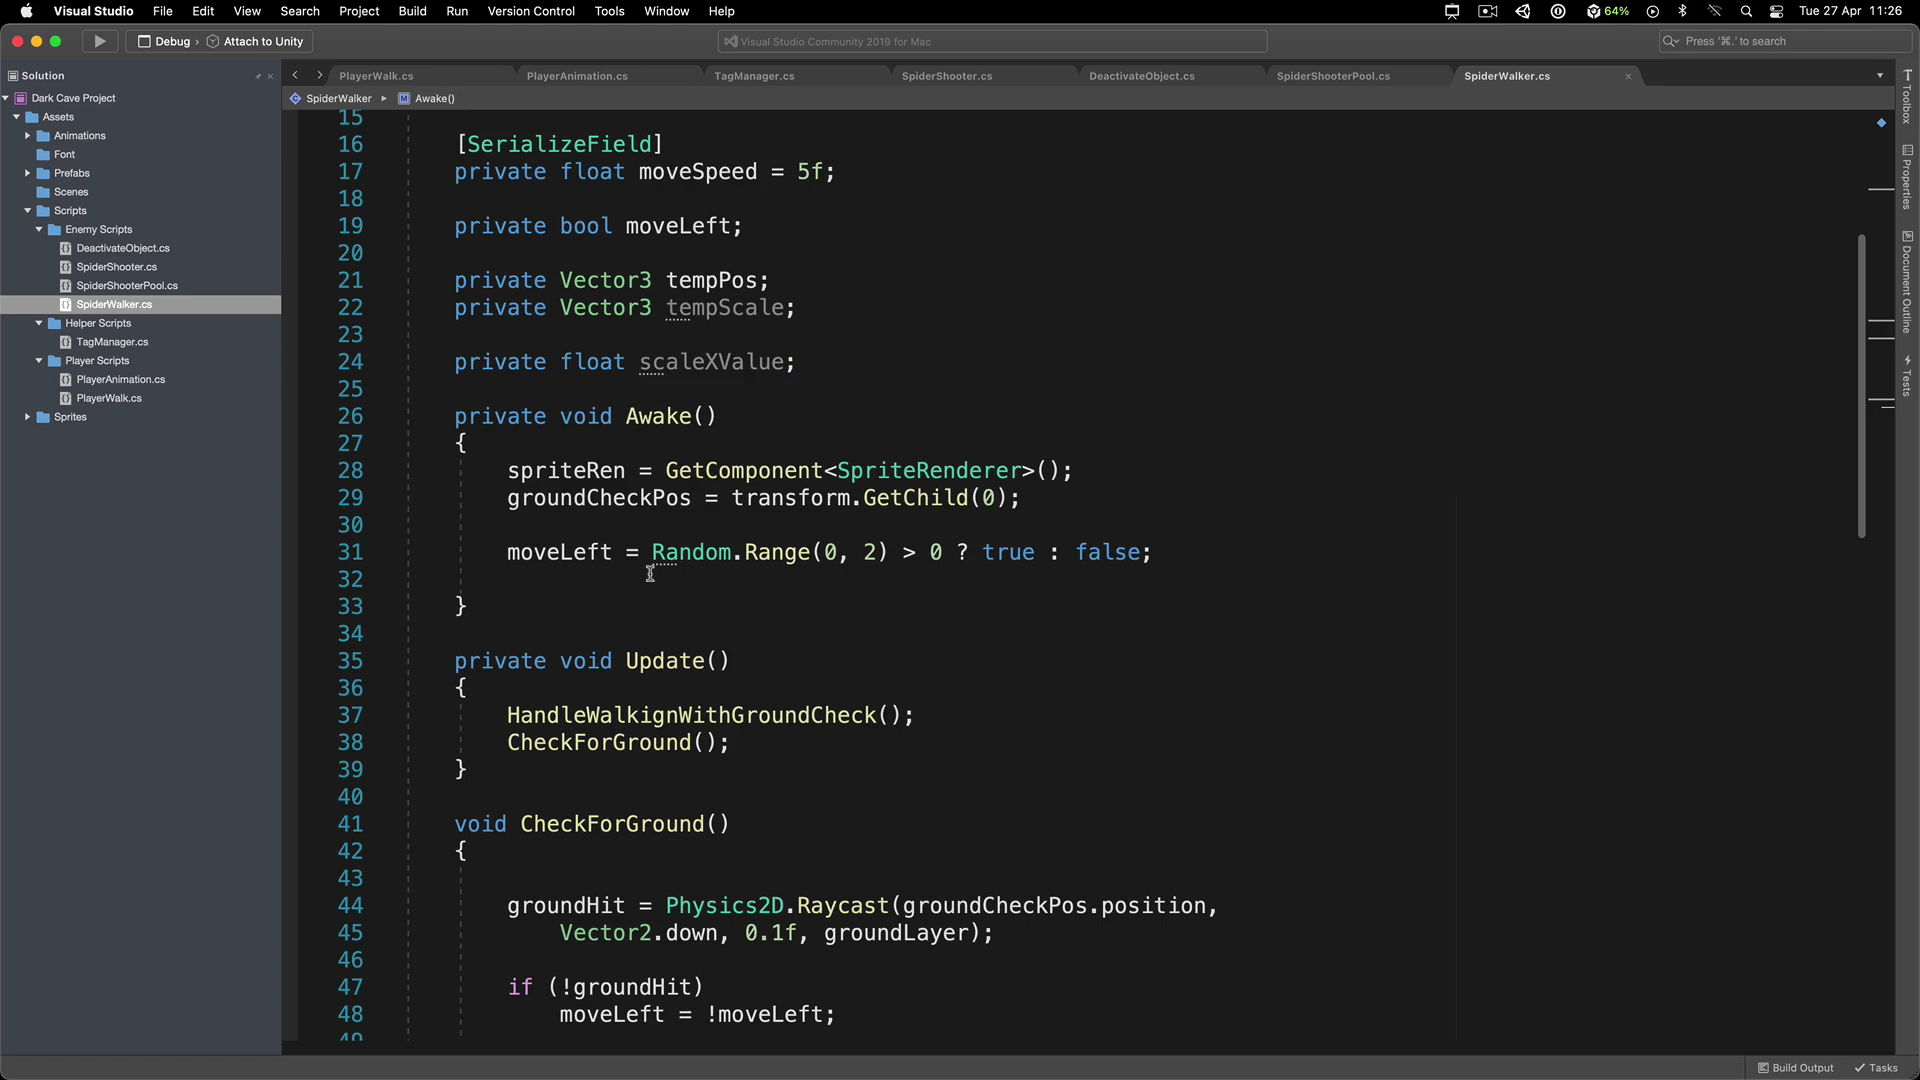 Visual Studio File Edit View Search Project Build Run Version Control Tools Window Help 64% Tue 27 Apr 11:26
Debug › Attach to Unity Visual Studio Community 2019 for Mac Press '⌘.' to search
Solution
PlayerWalk.cs PlayerAnimation.cs TagManager.cs SpiderShooter.cs DeactivateObject.cs SpiderShooterPool.cs SpiderWalker.cs
SpiderWalker Awake()
Dark Cave Project
Assets
Animations
Font
Prefabs
Scenes
Scripts
Enemy Scripts
DeactivateObject.cs
SpiderShooter.cs
SpiderShooterPool.cs
SpiderWalker.cs
Helper Scripts
TagManager.cs
Player Scripts
PlayerAnimation.cs
PlayerWalk.cs
Sprites
15
16 [SerializeField]
17 private float moveSpeed = 5f;
18
19 private bool moveLeft;
20
21 private Vector3 tempPos;
22 private Vector3 tempScale;
23
24 private float scaleXValue;
25
26 private void Awake()
27 {
28 spriteRen = GetComponent<SpriteRenderer>();
29 groundCheckPos = transform.GetChild(0);
30
31 moveLeft = Random.Range(0, 2) > 0 ? true : false;
32
33 }
34
35 private void Update()
36 {
37 HandleWalkignWithGroundCheck();
38 CheckForGround();
39 }
40
41 void CheckForGround()
42 {
43
44 groundHit = Physics2D.Raycast(groundCheckPos.position,
45 Vector2.down, 0.1f, groundLayer);
46
47 if (!groundHit)
48 moveLeft = !moveLeft;
49
Toolbox
Properties
Document Outline
Tests
Build Output Tasks